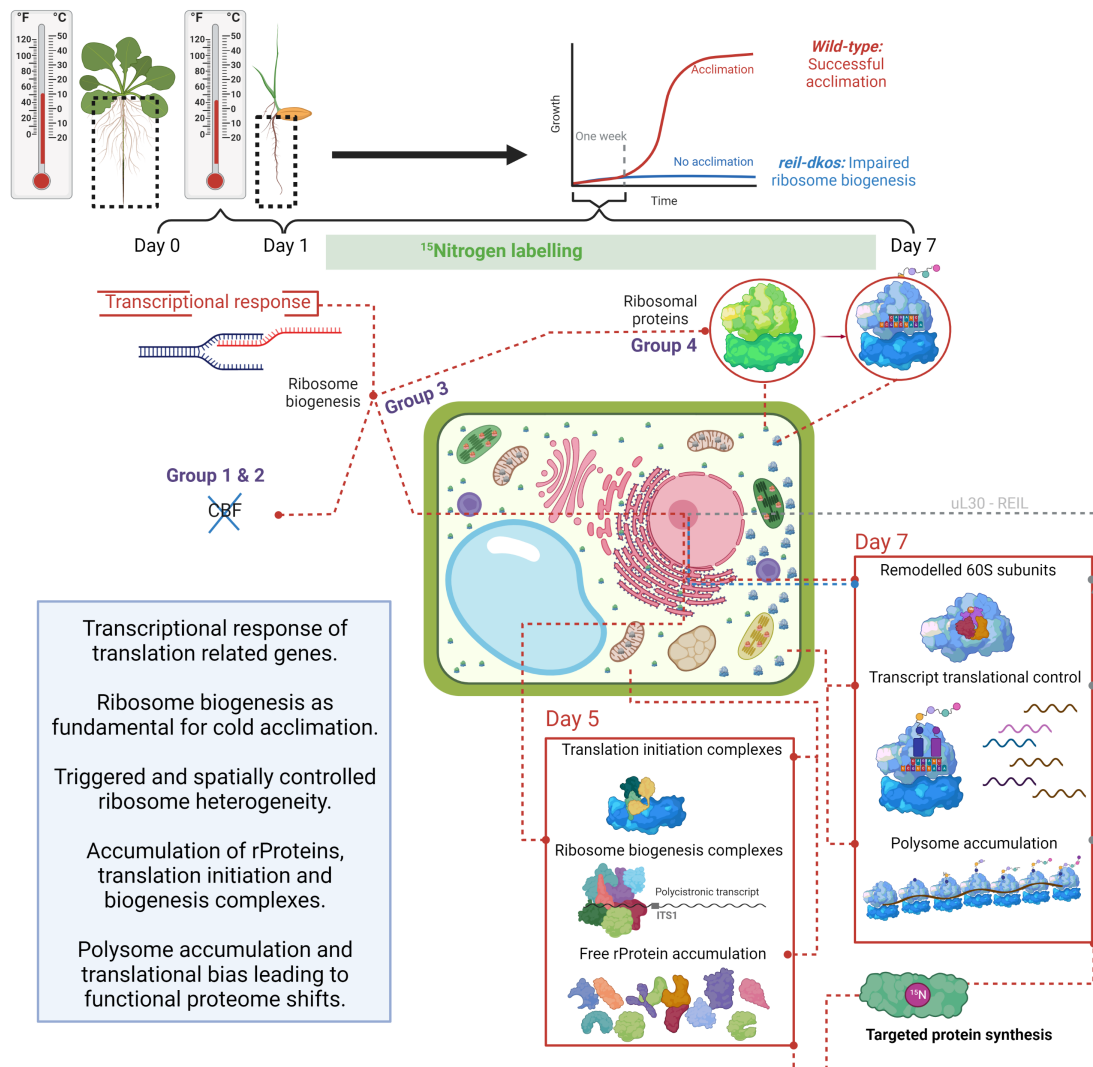 °F °C
120
100
80
60
40
20
0
50
40
30
20
10
0
10
20
°F °C
120
100
80
60
40
20
0
50
40
30
20
10
0
10
20
Growth
One week
Acclimation
No acclimation
Time
Wild-type:
Successful
acclimation
reil-dkos: Impaired
ribosome biogenesis
Day 0
Day 1
Day 7
¹⁵Nitrogen labelling
Transcriptional response
Ribosomal
proteins
Group 4
Ribosome
biogenesis
Group 3
Group 1 & 2
CBF
uL30 - REIL
Day 7
Remodelled 60S subunits
Transcript translational control
Polysome accumulation
Day 5
Translation initiation complexes
Ribosome biogenesis complexes
Polycistronic transcript
ITS1
Free rProtein accumulation
¹⁵N
Targeted protein synthesis
Transcriptional response of
translation related genes.
Ribosome biogenesis as
fundamental for cold acclimation.
Triggered and spatially controlled
ribosome heterogeneity.
Accumulation of rProteins,
translation initiation and
biogenesis complexes.
Polysome accumulation and
translational bias leading to
functional proteome shifts.